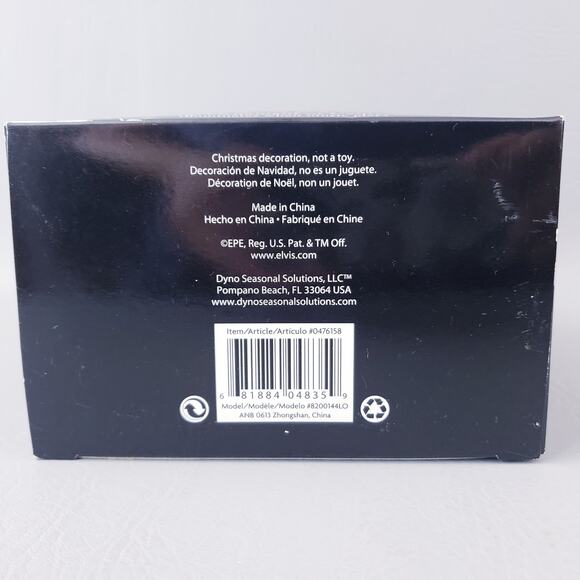 Christmas decoration, not a toy.
Decoración de Navidad, no es un juguete.
Décoration de Noël, non un jouet.
Made in China
Hecho en China • Fabriqué en Chine
©EPE, Reg. U.S. Pat. & TM Off.
www.elvis.com
Dyno Seasonal Solutions, LLC™
Pompano Beach, FL 33064 USA
www.dynoseasonalsolutions.com
Item/Article/Articulo #0476158
6 81884 04835 9
Model/Modèle/Modelo #8200144LO
ANB 0613 Zhongshan, China